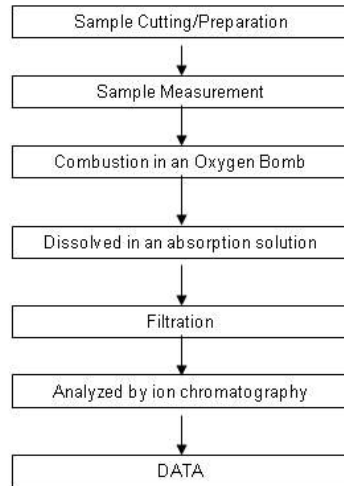 Sample Cutting/Preparation
Sample Measurement
Combustion in an Oxygen Bomb
Dissolved in an absorption solution
Filtration
Analyzed by ion chromatography
DATA